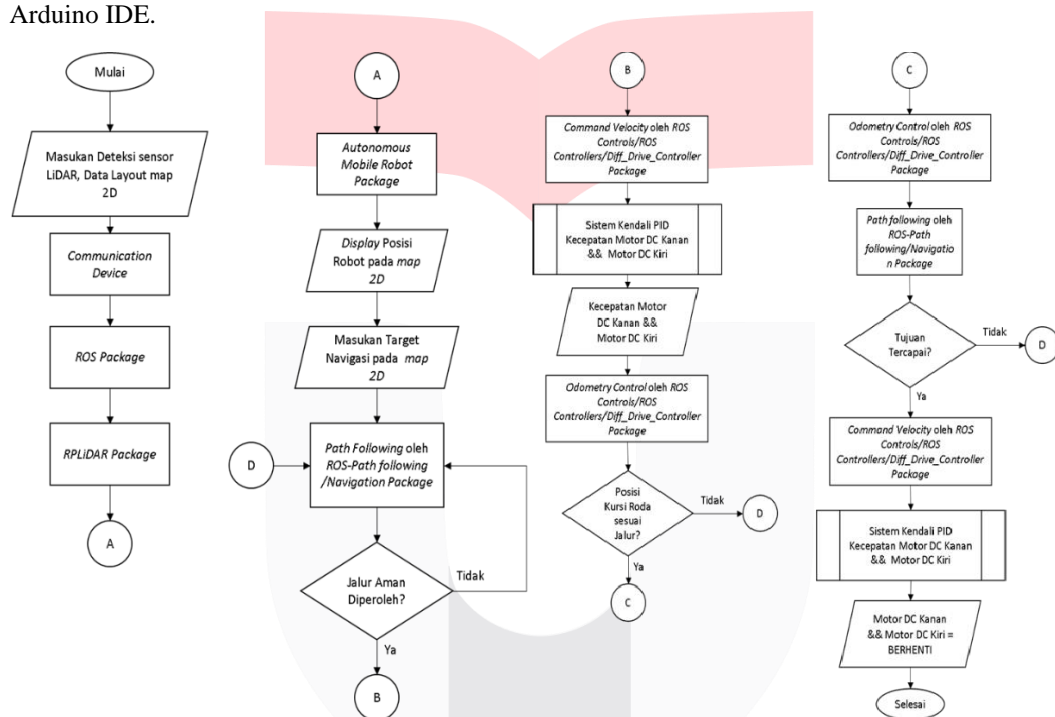 Arduino IDE.
Mulai
Masukan Deteksi sensor
LiDAR, Data Layout map
2D
Communication
Device
ROS Package
RPLiDAR Package
A
A
Autonomous
Mobile Robot
Package
Display Posisi
Robot pada map
2D
Masukan Target
Navigasi pada map
2D
D
Path Following oleh
ROS-Path following
/Navigation Package
Jalur Aman
Diperoleh?
Tidak
Ya
B
B
Command Velocity oleh ROS
Controls/ROS
Controllers/Diff_Drive_Controller
Package
Sistem Kendali PID
Kecepatan Motor DC Kanan
&& Motor DC Kiri
Kecepatan Motor
DC Kanan &&
Motor DC Kiri
Odometry Control oleh ROS
Controls/ROS
Controllers/Diff_Drive_Controller
Package
Posisi
Kursi Roda
sesuai
Jalur?
Tidak
D
Ya
C
C
Odometry Control oleh ROS
Controls/ROS
Controllers/Diff_Drive_Controller
Package
Path following oleh
ROS-Path
following/Navigatio
n Package
Tujuan
Tercapai?
Tidak
D
Ya
Command Velocity oleh ROS
Controls/ROS
Controllers/Diff_Drive_Controller
Package
Sistem Kendali PID
Kecepatan Motor DC Kanan
&& Motor DC Kiri
Motor DC Kanan
&& Motor DC Kiri =
BERHENTI
Selesai